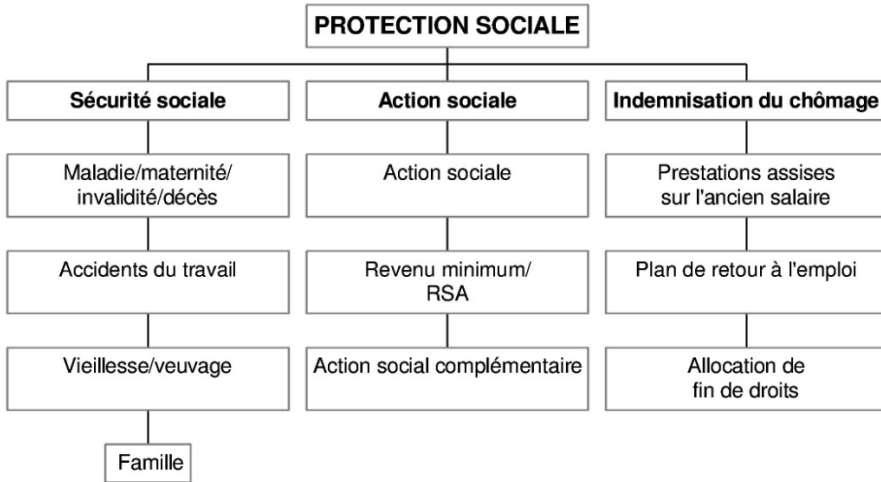 PROTECTION SOCIALE
Sécurité sociale
Action sociale
Indemnisation du chômage
Maladie/maternité/
invalidité/décès
Action sociale
Prestations assises
sur l'ancien salaire
Accidents du travail
Revenu minimum/
RSA
Plan de retour à l'emploi
Vieillesse/veuvage
Action social complémentaire
Allocation de
fin de droits
Famille